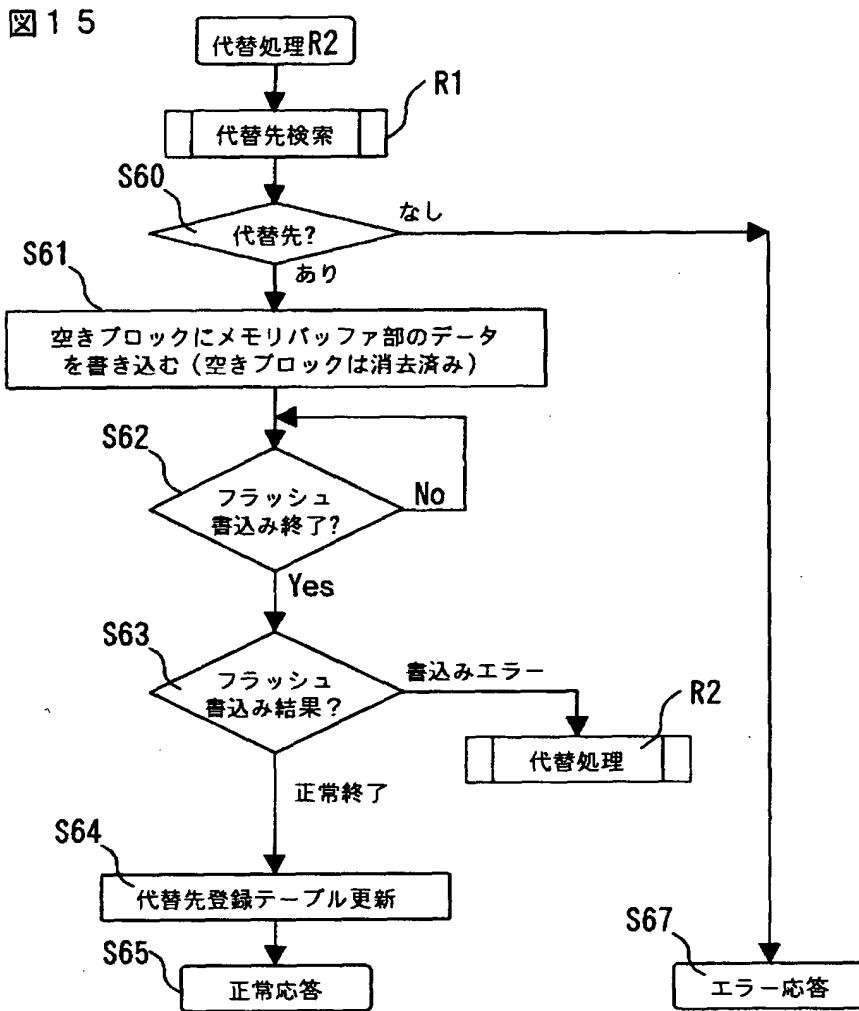 図15
代替処理R2
R1
代替先検索
S60
代替先?
なし
あり
S61
空きブロックにメモリバッファ部のデータ
を書き込む（空きブロックは消去済み）
S62
フラッシュ
書込み終了?
No
Yes
S63
フラッシュ
書込み結果？
書込みエラー
R2
代替処理
正常終了
S64
代替先登録テーブル更新
S65
正常応答
S67
エラー応答